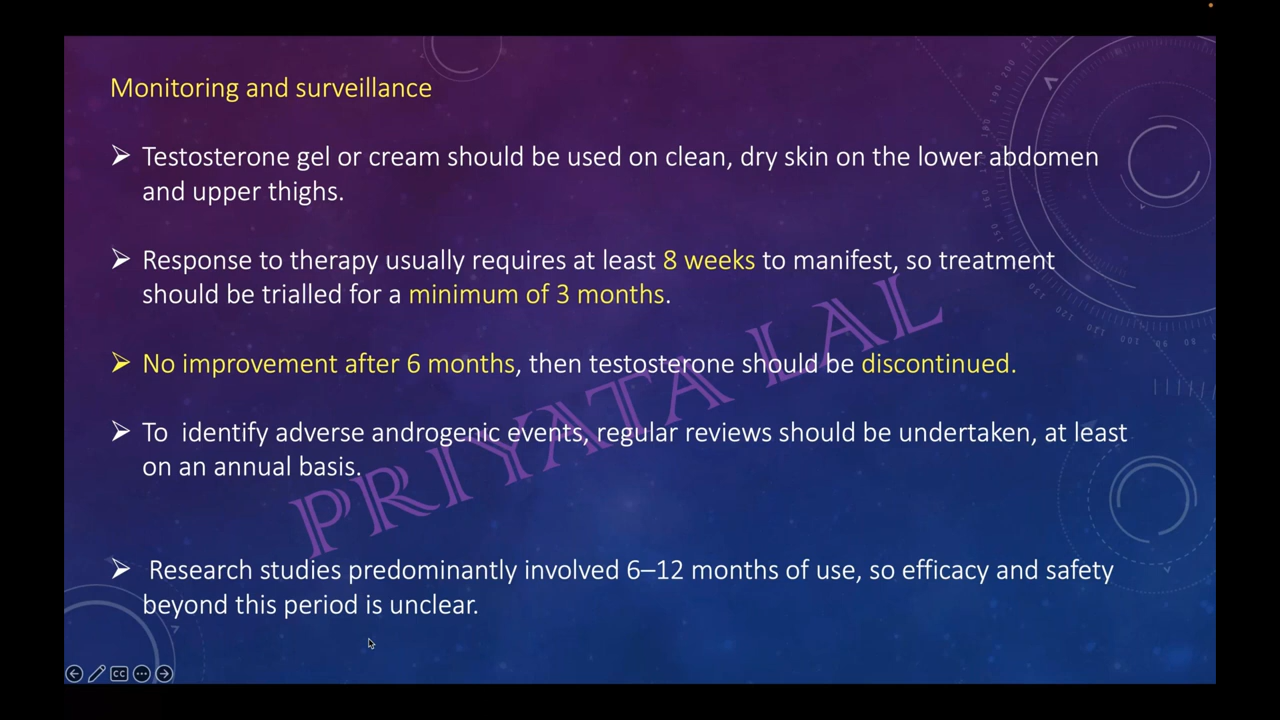 Monitoring and surveillance
➢ Testosterone gel or cream should be used on clean, dry skin on the lower abdomen
and upper thighs.
➢ Response to therapy usually requires at least 8 weeks to manifest, so treatment
should be trialled for a minimum of 3 months.
➢ No improvement after 6 months, then testosterone should be discontinued.
➢ To  identify adverse androgenic events, regular reviews should be undertaken, at least
on an annual basis.
➢ Research studies predominantly involved 6–12 months of use, so efficacy and safety
beyond this period is unclear.
PRIYATA LAL
CC